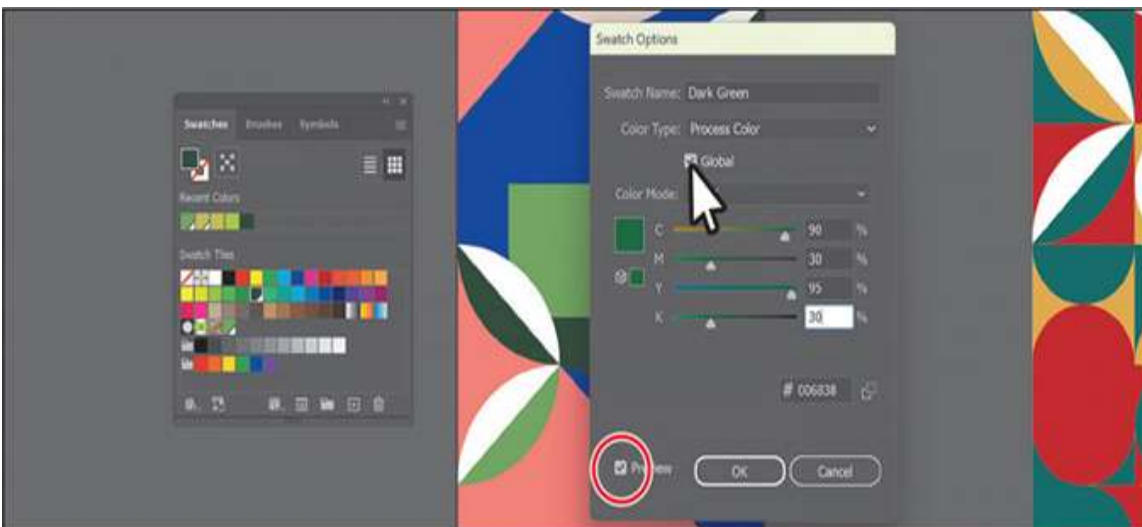 Swatches Brushes Symbols
Recent Colors
Swatch Tiles
Swatch Options
Swatch Name: Dark Green
Color Type: Process Color
Global
Color Mode:
C 90 %
M 30 %
Y 95 %
K 30 %
# 006838
Preview OK Cancel